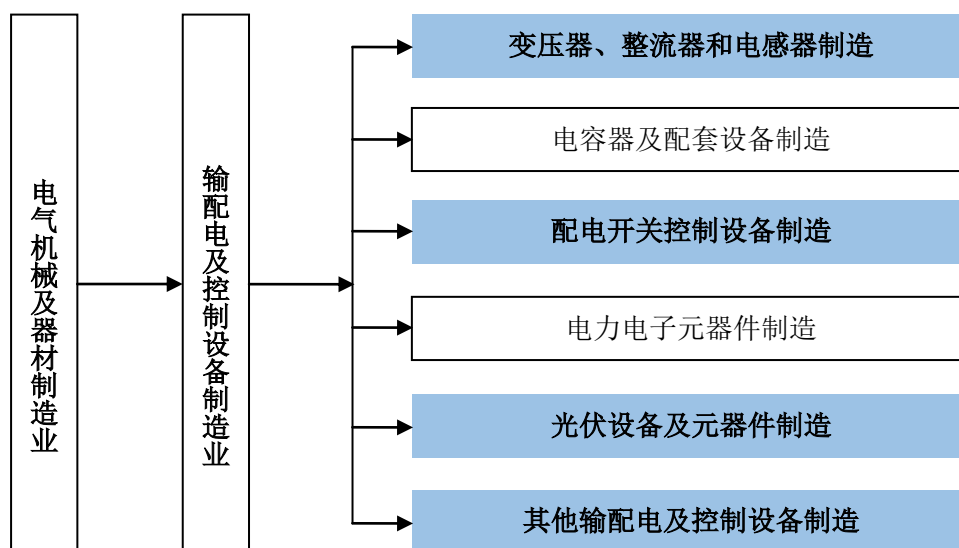 电气机械及器材制造业
输配电及控制设备制造业
变压器、整流器和电感器制造
电容器及配套设备制造
配电开关控制设备制造
电力电子元器件制造
光伏设备及元器件制造
其他输配电及控制设备制造